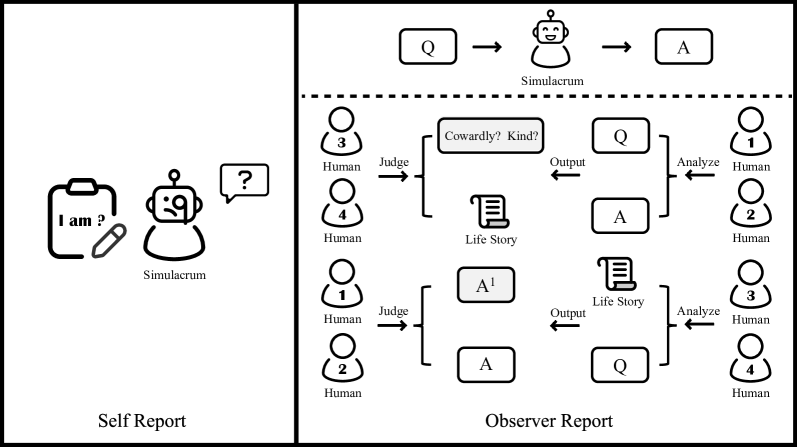 I am ?
?
Simulacrum
Self Report
Q
A
Simulacrum
3
Human
4
Human
Judge
Cowardly? Kind?
Life Story
Output
Q
A
Analyze
1
Human
2
Human
1
Human
2
Human
Judge
A¹
A
Output
Life Story
Q
Analyze
3
Human
4
Human
Observer Report